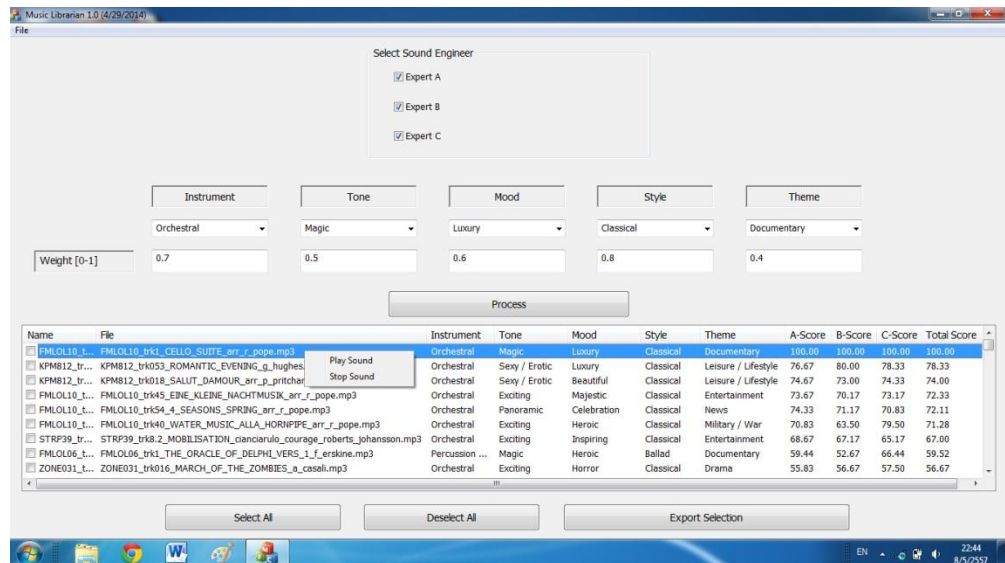 Music Librarian 1.0 (4/29/2014)
File
Select Sound Engineer
Expert A
Expert B
Expert C
Instrument Tone Mood Style Theme
Orchestral Magic Luxury Classical Documentary
Weight [0-1] 0.7 0.5 0.6 0.8 0.4
Process
Name File Instrument Tone Mood Style Theme A-Score B-Score C-Score Total Score
FMLOL10_t... FMLOL10_trk1_CELLO_SUITE_arr_r_pope.mp3 Orchestral Magic Luxury Classical Documentary 100.00 100.00 100.00 100.00
Play Sound
Stop Sound
KPM812_tr... KPM812_trk053_ROMANTIC_EVENING_g_hughes. Orchestral Sexy / Erotic Luxury Classical Leisure / Lifestyle 76.67 80.00 78.33 78.33
KPM812_tr... KPM812_trk018_SALUT_DAMOUR_arr_p_pritchar Orchestral Sexy / Erotic Beautiful Classical Leisure / Lifestyle 74.67 73.00 74.33 74.00
FMLOL10_t... FMLOL10_trk45_EINE_KLEINE_NACHTMUSIK_arr_r_pope.mp3 Orchestral Exciting Majestic Classical Entertainment 73.67 70.17 73.17 72.33
FMLOL10_t... FMLOL10_trk54_4_SEASONS_SPRING_arr_r_pope.mp3 Orchestral Panoramic Celebration Classical News 74.33 71.17 70.83 72.11
FMLOL10_t... FMLOL10_trk40_WATER_MUSIC_ALLA_HORNPIPE_arr_r_pope.mp3 Orchestral Exciting Heroic Classical Military / War 70.83 63.50 79.50 71.28
STRP39_tr... STRP39_trk8.2_MOBILISATION_cianciarulo_courage_roberts_johansson.mp3 Orchestral Exciting Inspiring Classical Entertainment 68.67 67.17 65.17 67.00
FMLOL06_t... FMLOL06_trk1_THE_ORACLE_OF_DELPHI_VERS_1_f_erskine.mp3 Percussion ... Magic Heroic Ballad Documentary 59.44 52.67 66.44 59.52
ZONE031_t... ZONE031_trk016_MARCH_OF_THE_ZOMBIES_a_casali.mp3 Orchestral Exciting Horror Classical Drama 55.83 56.67 57.50 56.67
Select All Deselect All Export Selection
EN 22:44
8/5/2557